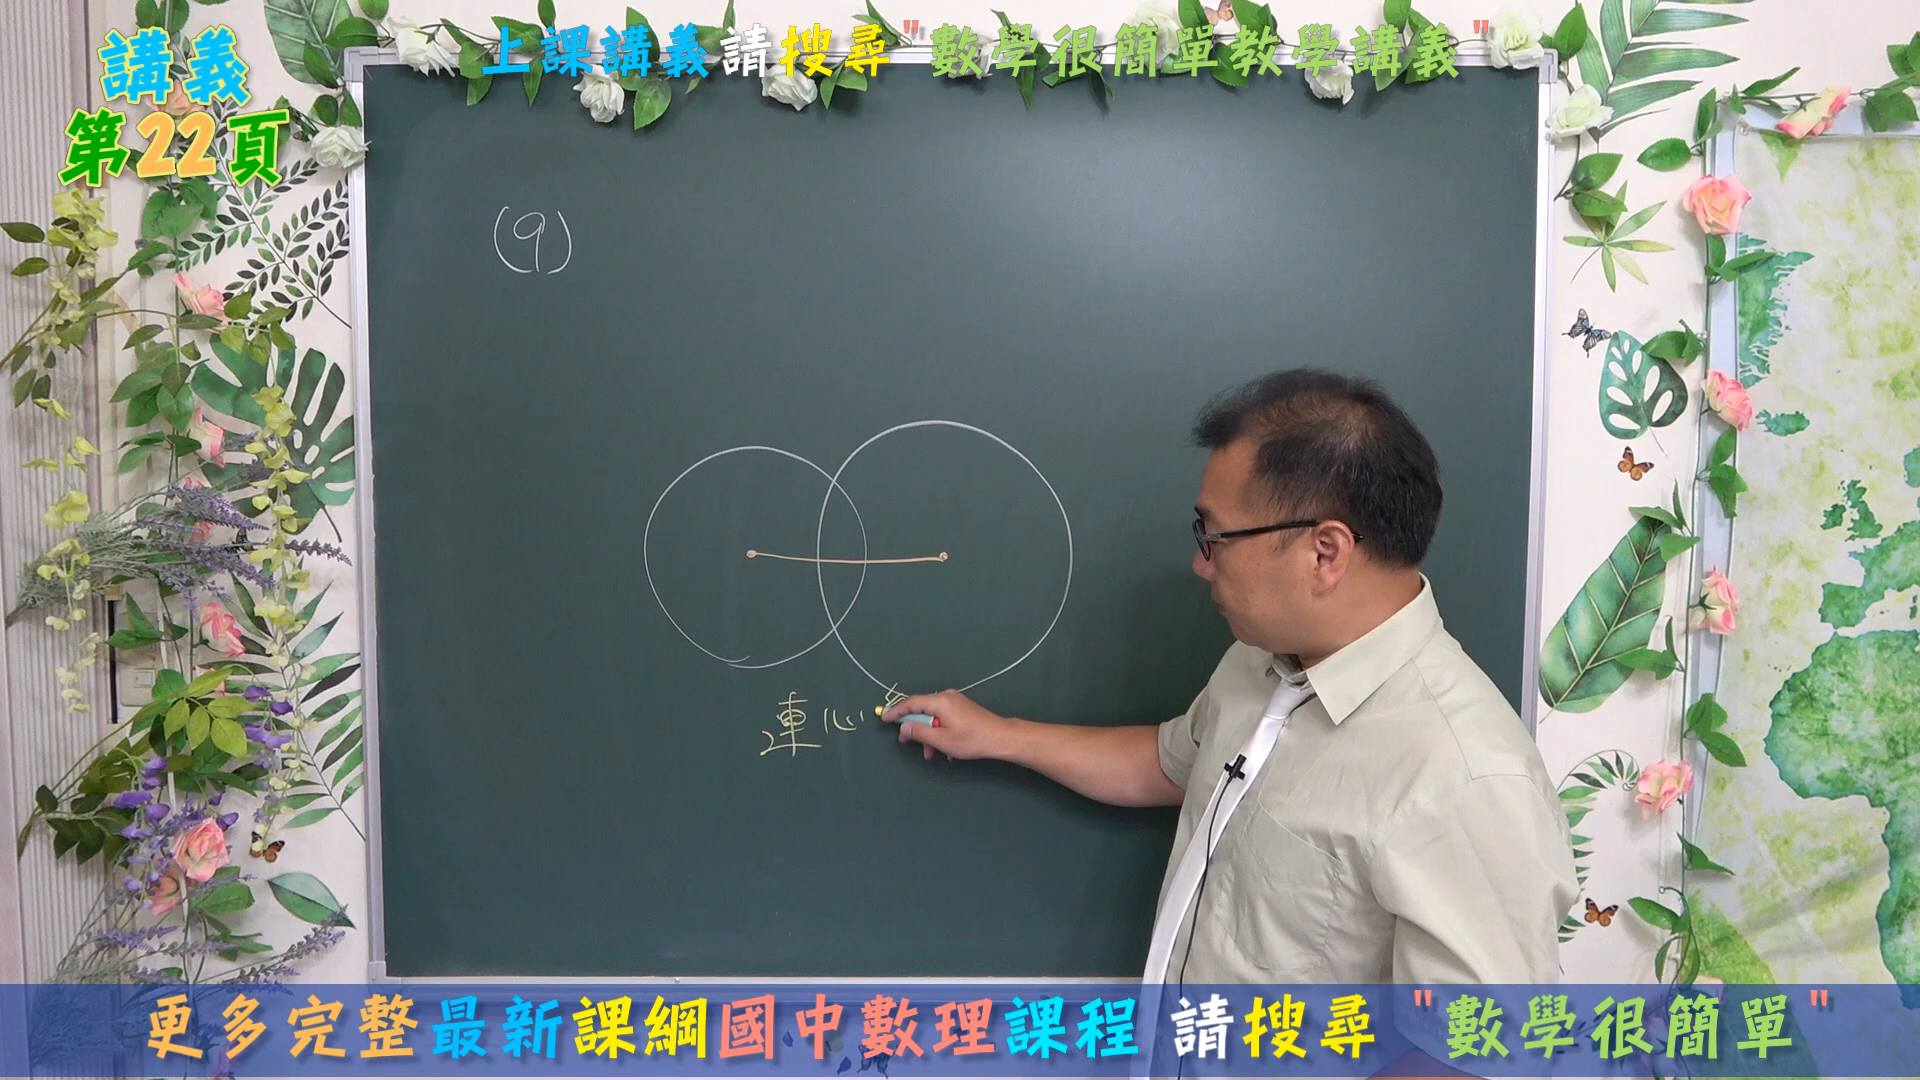 講義
第22頁
上課講義請搜尋"數學很簡單教學講義"
(9)
連心
更多完整最新課綱國中數理課程 請搜尋 "數學很簡單"